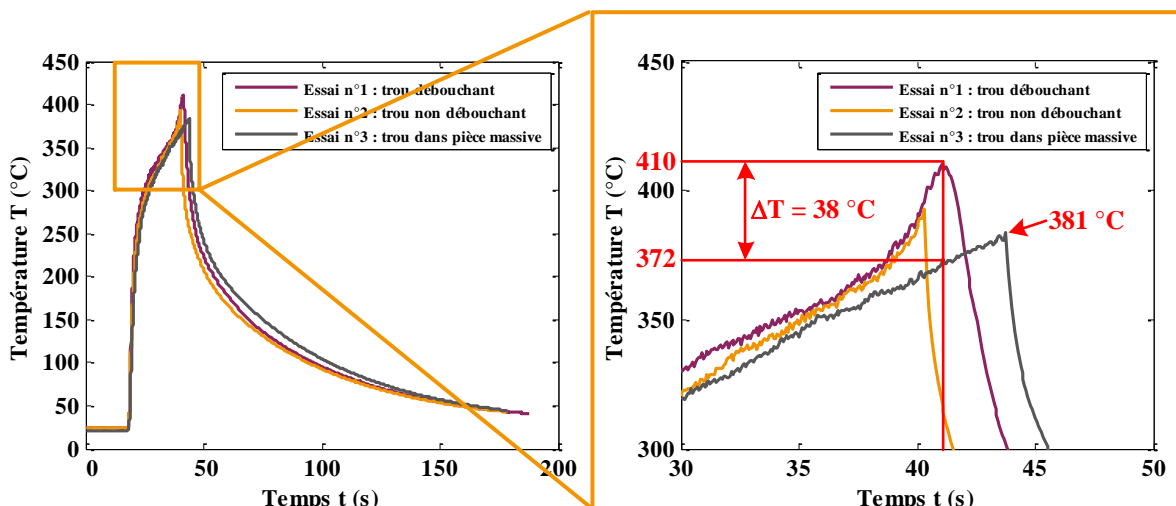 450
400
350
300
250
200
150
100
50
0
Température T (°C)
Essai n°1 : trou débouchant
Essai n°2 : trou non débouchant
Essai n°3 : trou dans pièce massive
0 50 100 150 200
Temps t (s)
450
410
400
372
350
300
Température T (°C)
Essai n°1 : trou débouchant
Essai n°2 : trou non débouchant
Essai n°3 : trou dans pièce massive
ΔT = 38 °C
381 °C
30 35 40 45 50
Temps t (s)